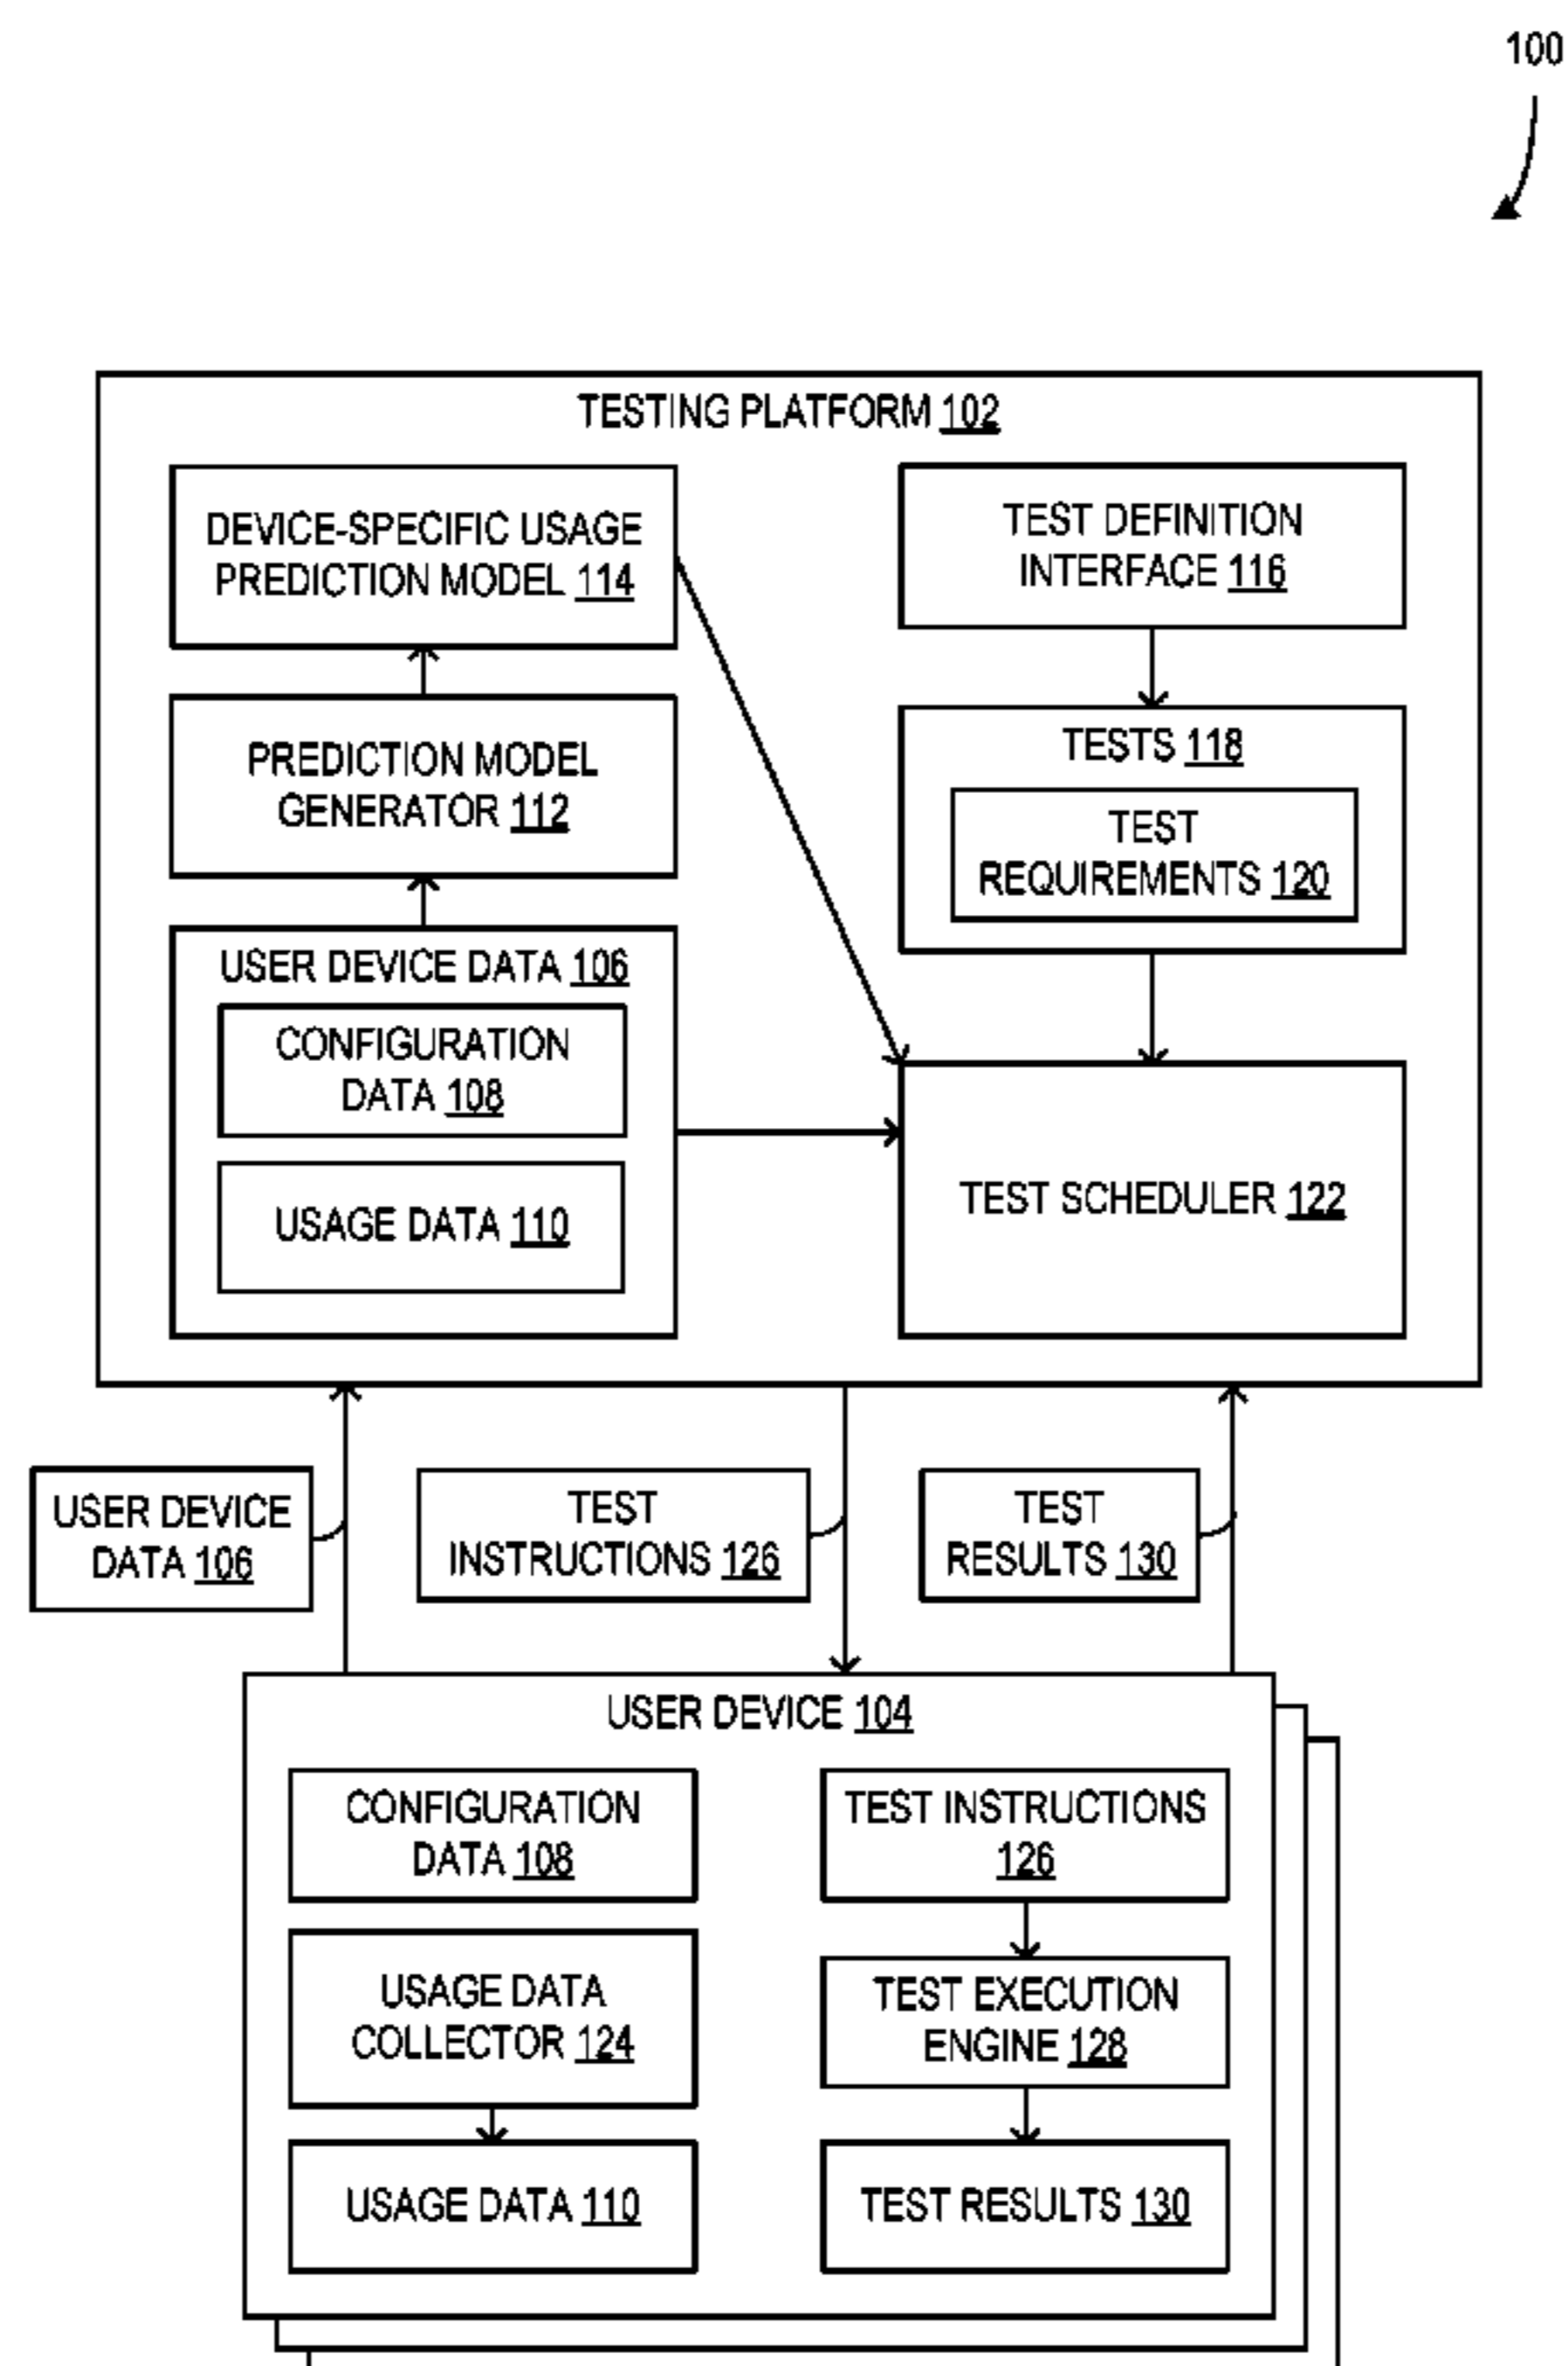 100
TESTING PLATFORM 102
DEVICE-SPECIFIC USAGE
PREDICTION MODEL 114
PREDICTION MODEL
GENERATOR 112
USER DEVICE DATA 106
CONFIGURATION
DATA 108
USAGE DATA 110
TEST DEFINITION
INTERFACE 116
TESTS 118
TEST
REQUIREMENTS 120
TEST SCHEDULER 122
USER DEVICE
DATA 106
TEST
INSTRUCTIONS 126
TEST
RESULTS 130
USER DEVICE 104
CONFIGURATION
DATA 108
USAGE DATA
COLLECTOR 124
USAGE DATA 110
TEST INSTRUCTIONS
126
TEST EXECUTION
ENGINE 128
TEST RESULTS 130